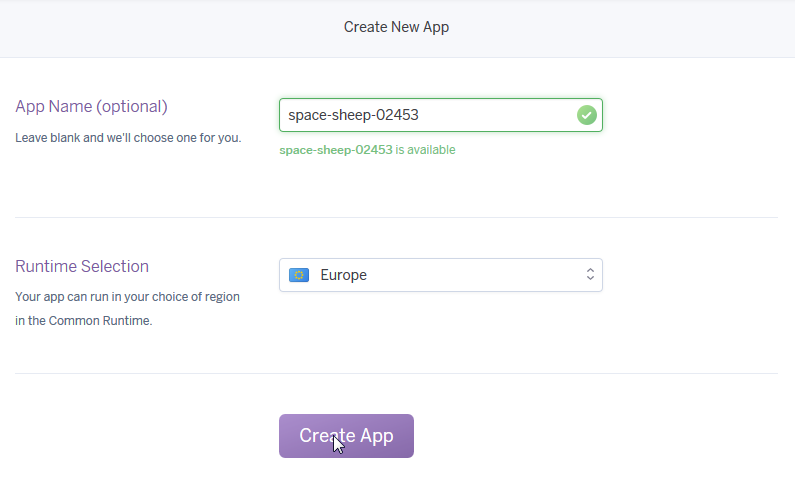 Create New App
App Name (optional)
space-sheep-02453
Leave blank and we'll choose one for you.
space-sheep-02453 is available
Runtime Selection
Europe
Your app can run in your choice of region
in the Common Runtime.
Create App